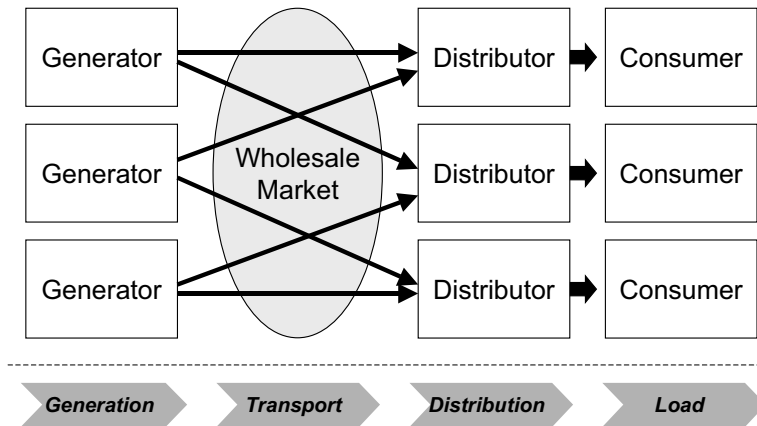 Generator Distributor Consumer
Generator Wholesale Market Distributor Consumer
Generator Distributor Consumer
Generation Transport Distribution Load